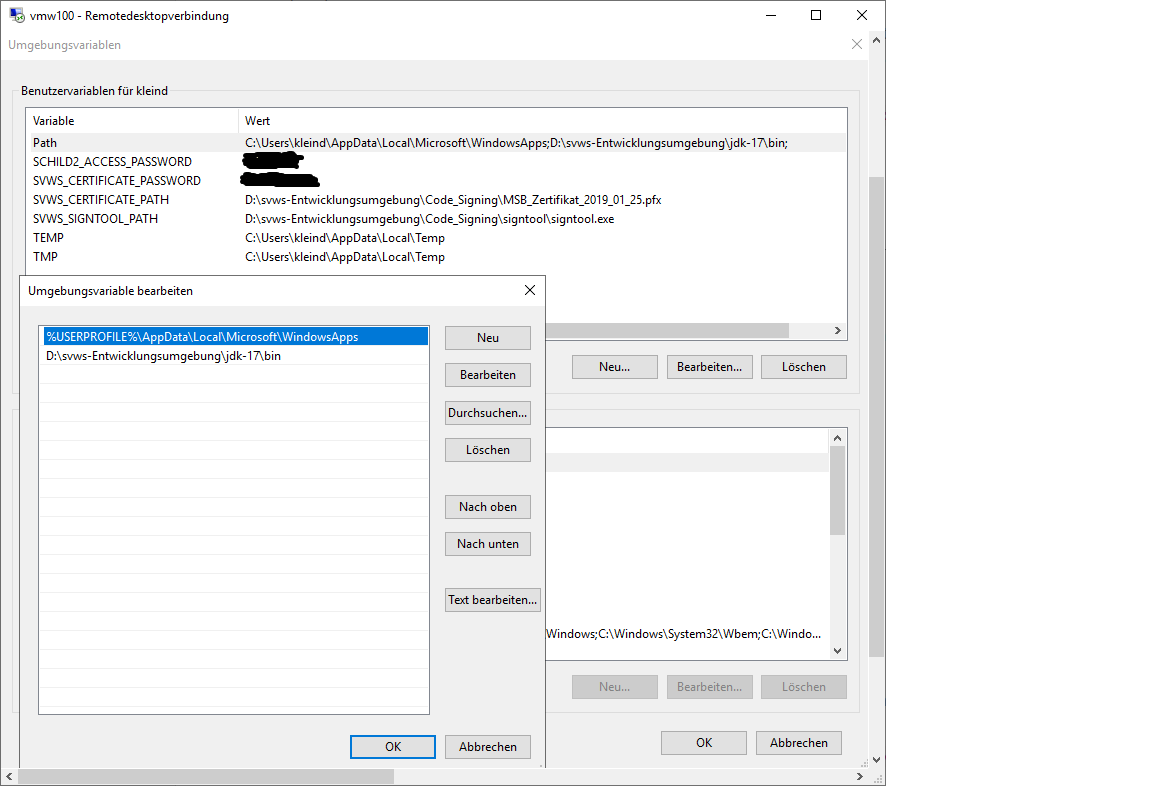 vmw100 - Remotedesktopverbindung
Umgebungsvariablen
Benutzervariablen für kleind
Variable Wert
Path C:\Users\kleind\AppData\Local\Microsoft\WindowsApps;D:\svws-Entwicklungsumgebung\jdk-17\bin;
SCHILD2_ACCESS_PASSWORD
SVWS_CERTIFICATE_PASSWORD
SVWS_CERTIFICATE_PATH D:\svws-Entwicklungsumgebung\Code_Signing\MSB_Zertifikat_2019_01_25.pfx
SVWS_SIGNTOOL_PATH D:\svws-Entwicklungsumgebung\Code_Signing\signtool\signtool.exe
TEMP C:\Users\kleind\AppData\Local\Temp
TMP C:\Users\kleind\AppData\Local\Temp
Neu... Bearbeiten... Löschen
Windows;C:\Windows\System32\Wbem;C:\Windo...
Neu... Bearbeiten... Löschen
OK Abbrechen
Umgebungsvariable bearbeiten
%USERPROFILE%\AppData\Local\Microsoft\WindowsApps
D:\svws-Entwicklungsumgebung\jdk-17\bin
Neu
Bearbeiten
Durchsuchen...
Löschen
Nach oben
Nach unten
Text bearbeiten...
OK Abbrechen